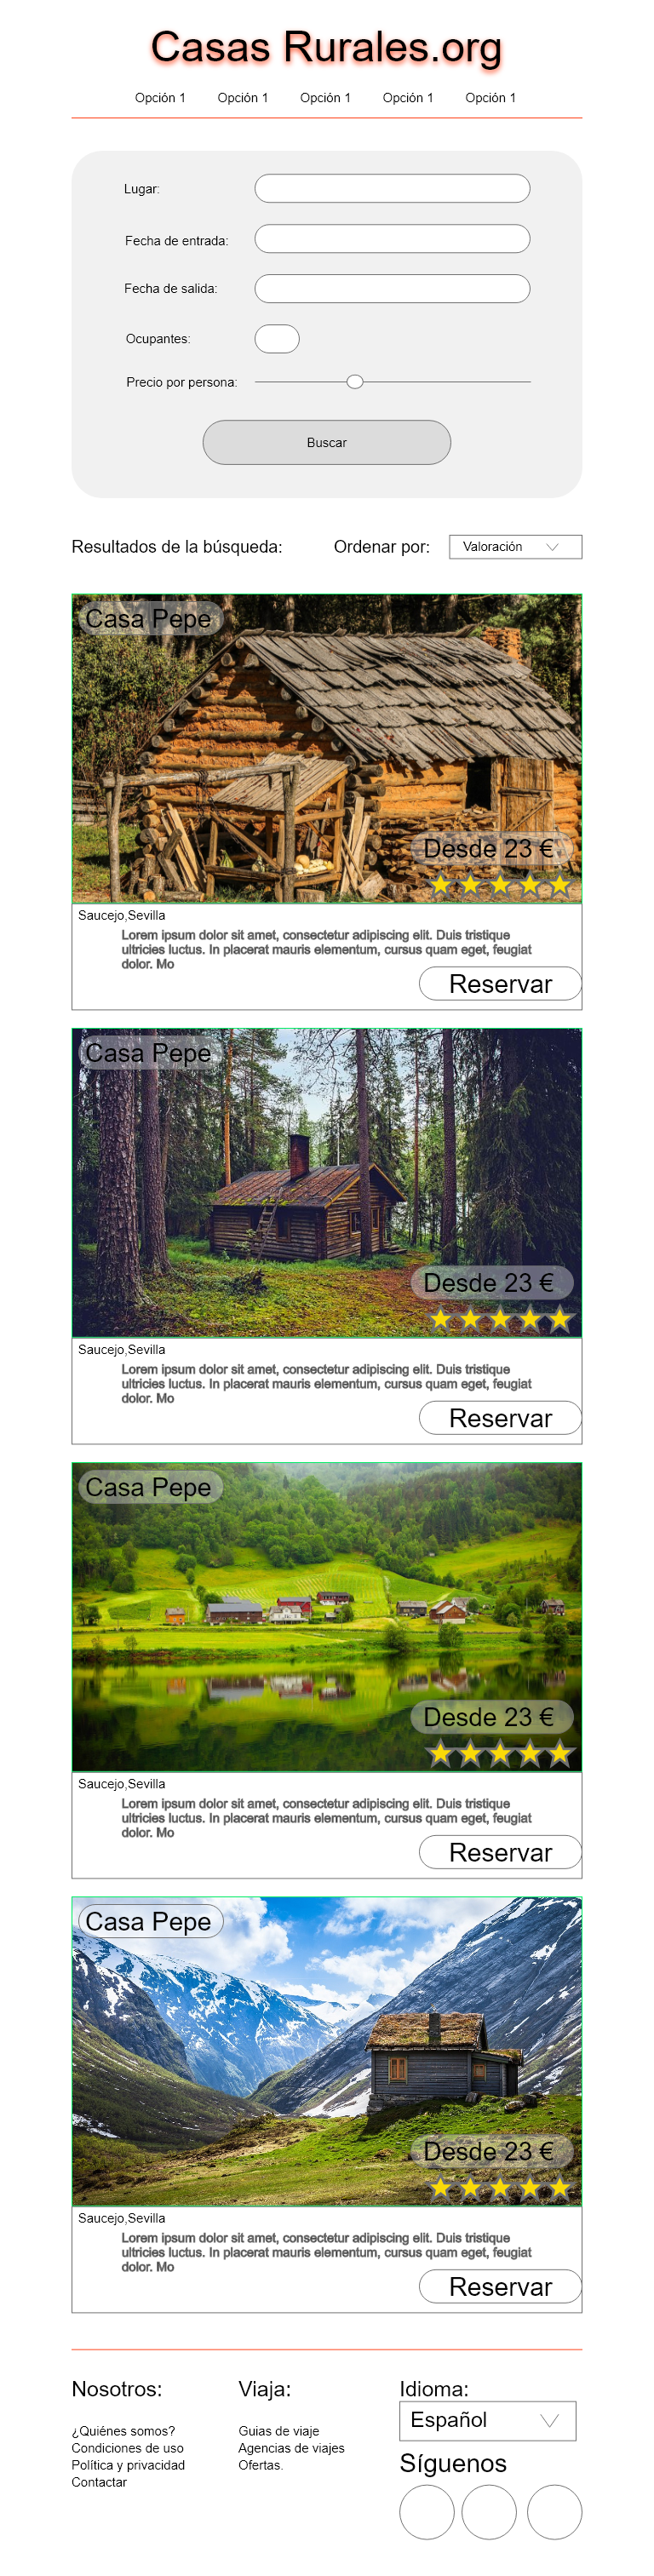 Casas Rurales.org
Opción 1 Opción 1 Opción 1 Opción 1 Opción 1
Lugar:
Fecha de entrada:
Fecha de salida:
Ocupantes:
Precio por persona:
Buscar
Resultados de la búsqueda: Ordenar por: Valoración
Casa Pepe
Desde 23 €
Saucejo,Sevilla
Lorem ipsum dolor sit amet, consectetur adipiscing elit. Duis tristique
ultricies luctus. In placerat mauris elementum, cursus quam eget, feugiat
dolor. Mo
Reservar
Casa Pepe
Desde 23 €
Saucejo,Sevilla
Lorem ipsum dolor sit amet, consectetur adipiscing elit. Duis tristique
ultricies luctus. In placerat mauris elementum, cursus quam eget, feugiat
dolor. Mo
Reservar
Casa Pepe
Desde 23 €
Saucejo,Sevilla
Lorem ipsum dolor sit amet, consectetur adipiscing elit. Duis tristique
ultricies luctus. In placerat mauris elementum, cursus quam eget, feugiat
dolor. Mo
Reservar
Casa Pepe
Desde 23 €
Saucejo,Sevilla
Lorem ipsum dolor sit amet, consectetur adipiscing elit. Duis tristique
ultricies luctus. In placerat mauris elementum, cursus quam eget, feugiat
dolor. Mo
Reservar
Nosotros:
¿Quiénes somos?
Condiciones de uso
Política y privacidad
Contactar
Viaja:
Guias de viaje
Agencias de viajes
Ofertas.
Idioma:
Español
Síguenos